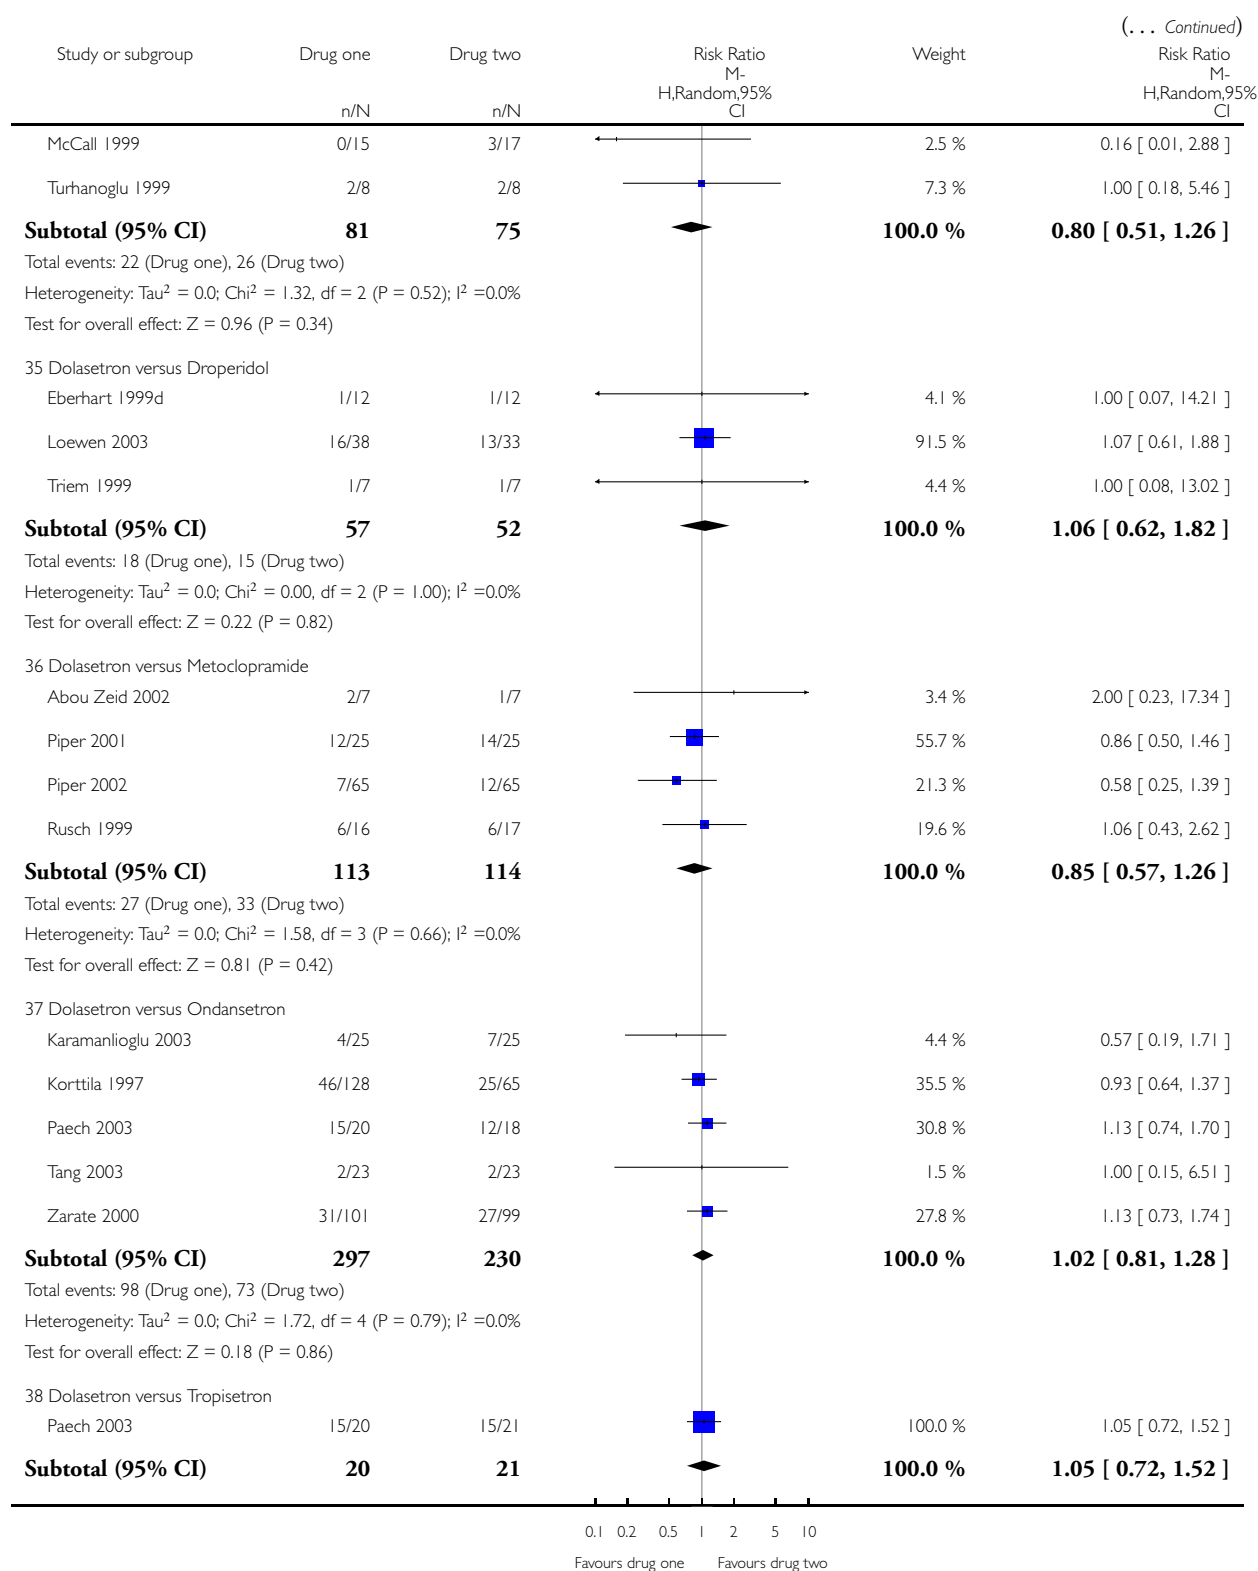 (... Continued)
Study or subgroup Drug one Drug two Risk Ratio Weight Risk Ratio
M- M-
H,Random,95% H,Random,95%
n/N n/N CI CI
McCall 1999 0/15 3/17 2.5 % 0.16 [ 0.01, 2.88 ]
Turhanoglu 1999 2/8 2/8 7.3 % 1.00 [ 0.18, 5.46 ]
Subtotal (95% CI) 81 75 100.0 % 0.80 [ 0.51, 1.26 ]
Total events: 22 (Drug one), 26 (Drug two)
Heterogeneity: Tau² = 0.0; Chi² = 1.32, df = 2 (P = 0.52); I² =0.0%
Test for overall effect: Z = 0.96 (P = 0.34)
35 Dolasetron versus Droperidol
Eberhart 1999d 1/12 1/12 4.1 % 1.00 [ 0.07, 14.21 ]
Loewen 2003 16/38 13/33 91.5 % 1.07 [ 0.61, 1.88 ]
Triem 1999 1/7 1/7 4.4 % 1.00 [ 0.08, 13.02 ]
Subtotal (95% CI) 57 52 100.0 % 1.06 [ 0.62, 1.82 ]
Total events: 18 (Drug one), 15 (Drug two)
Heterogeneity: Tau² = 0.0; Chi² = 0.00, df = 2 (P = 1.00); I² =0.0%
Test for overall effect: Z = 0.22 (P = 0.82)
36 Dolasetron versus Metoclopramide
Abou Zeid 2002 2/7 1/7 3.4 % 2.00 [ 0.23, 17.34 ]
Piper 2001 12/25 14/25 55.7 % 0.86 [ 0.50, 1.46 ]
Piper 2002 7/65 12/65 21.3 % 0.58 [ 0.25, 1.39 ]
Rusch 1999 6/16 6/17 19.6 % 1.06 [ 0.43, 2.62 ]
Subtotal (95% CI) 113 114 100.0 % 0.85 [ 0.57, 1.26 ]
Total events: 27 (Drug one), 33 (Drug two)
Heterogeneity: Tau² = 0.0; Chi² = 1.58, df = 3 (P = 0.66); I² =0.0%
Test for overall effect: Z = 0.81 (P = 0.42)
37 Dolasetron versus Ondansetron
Karamanlioglu 2003 4/25 7/25 4.4 % 0.57 [ 0.19, 1.71 ]
Korttila 1997 46/128 25/65 35.5 % 0.93 [ 0.64, 1.37 ]
Paech 2003 15/20 12/18 30.8 % 1.13 [ 0.74, 1.70 ]
Tang 2003 2/23 2/23 1.5 % 1.00 [ 0.15, 6.51 ]
Zarate 2000 31/101 27/99 27.8 % 1.13 [ 0.73, 1.74 ]
Subtotal (95% CI) 297 230 100.0 % 1.02 [ 0.81, 1.28 ]
Total events: 98 (Drug one), 73 (Drug two)
Heterogeneity: Tau² = 0.0; Chi² = 1.72, df = 4 (P = 0.79); I² =0.0%
Test for overall effect: Z = 0.18 (P = 0.86)
38 Dolasetron versus Tropisetron
Paech 2003 15/20 15/21 100.0 % 1.05 [ 0.72, 1.52 ]
Subtotal (95% CI) 20 21 100.0 % 1.05 [ 0.72, 1.52 ]
0.1 0.2 0.5 1 2 5 10
Favours drug one Favours drug two